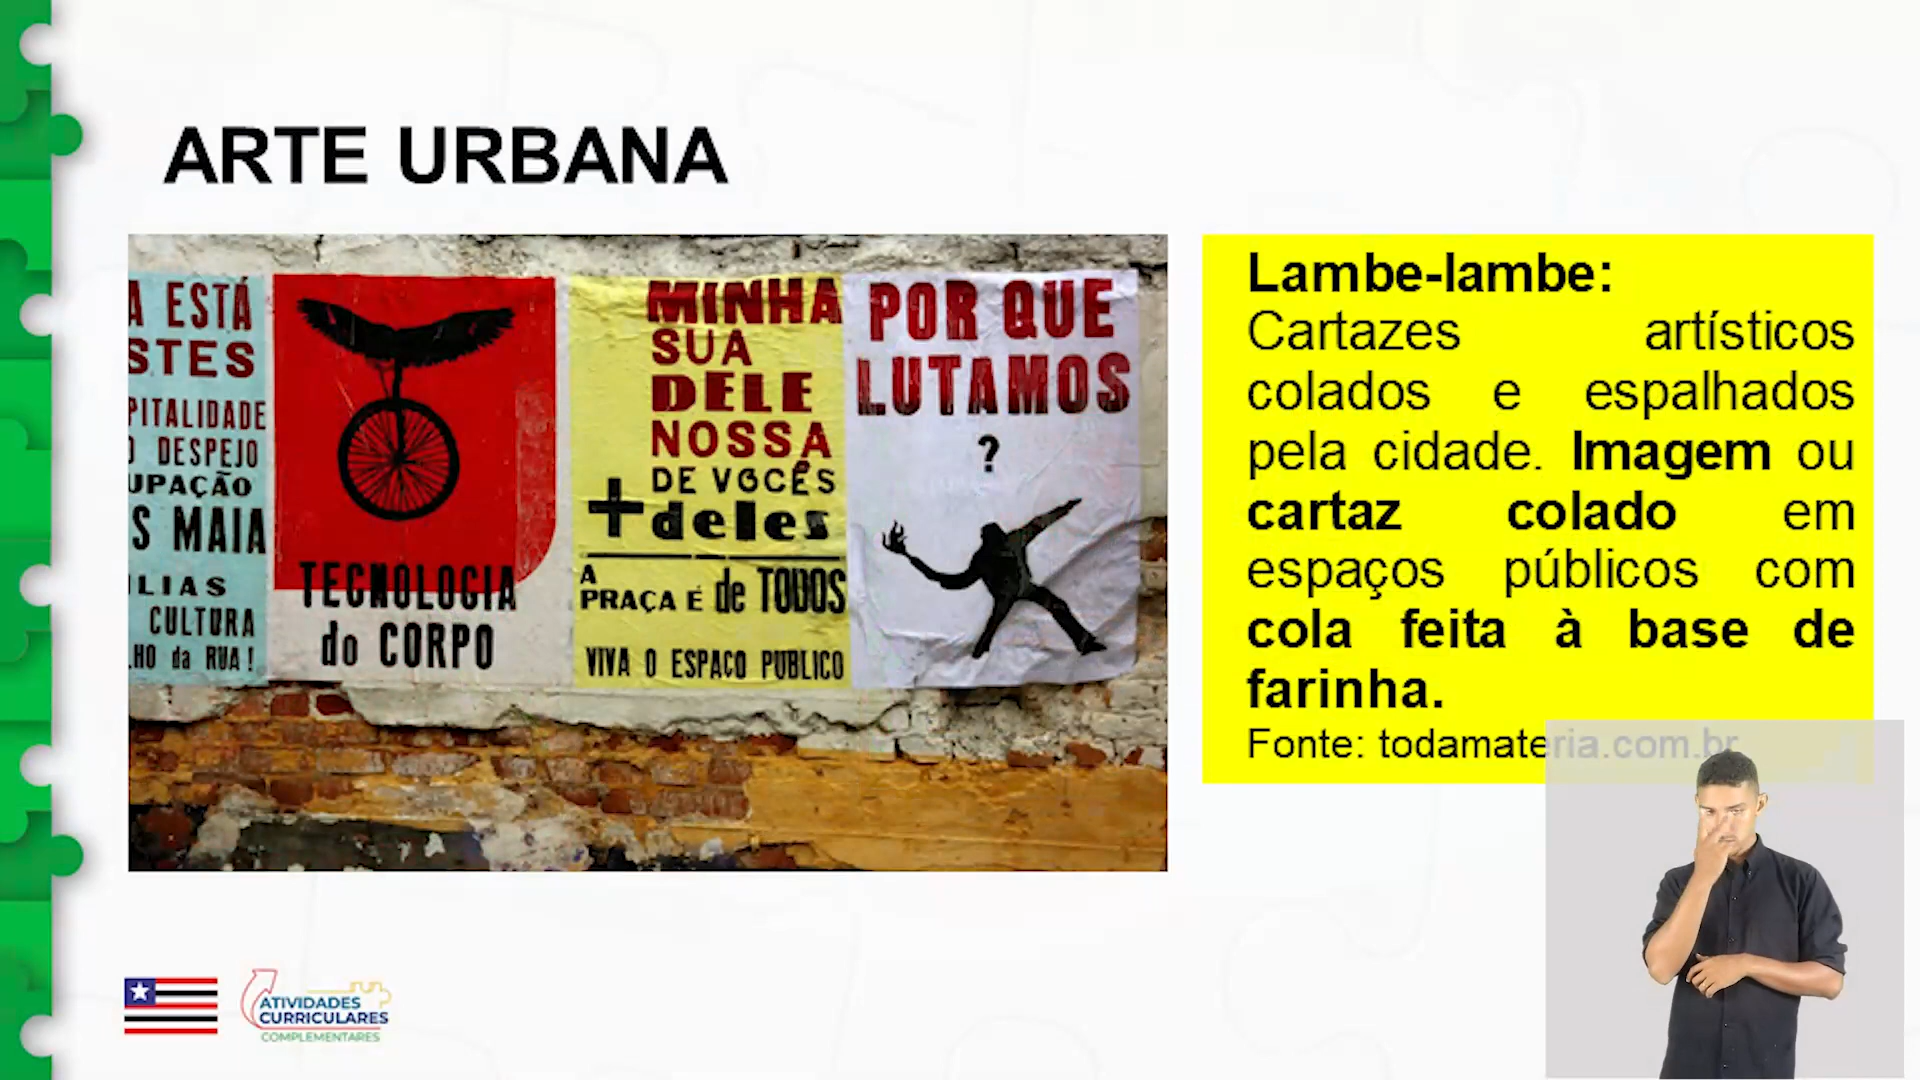 ARTE URBANA
A ESTÁ
STES
PITALIDADE
O DESPEJO
UPAÇÃO
S MAIA
ILIAS
CULTURA
LHO da RUA!
TECNOLOGIA
do CORPO
MINHA
SUA
DELE
NOSSA
DE VOCÊS
+deles
A
PRAÇA É de TODOS
VIVA O ESPAÇO PUBLICO
POR QUE
LUTAMOS
?
Lambe-lambe:
Cartazes artísticos
colados e espalhados
pela cidade. Imagem ou
cartaz colado em
espaços públicos com
cola feita à base de
farinha.
Fonte: todamateria.com.br
ATIVIDADES
CURRICULARES
COMPLEMENTARES